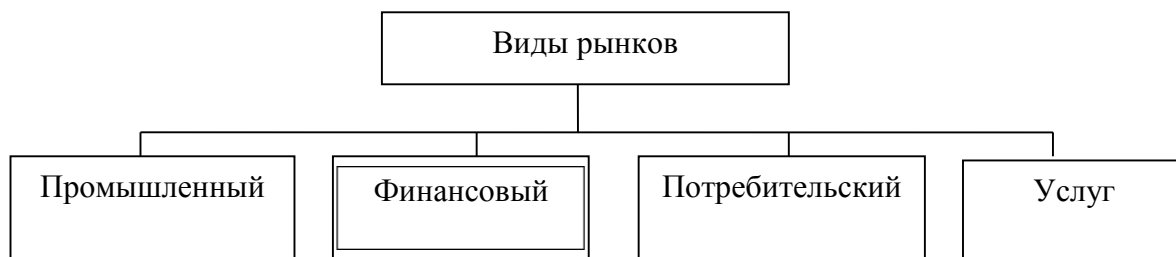 Виды рынков
Промышленный
Финансовый
Потребительский
Услуг